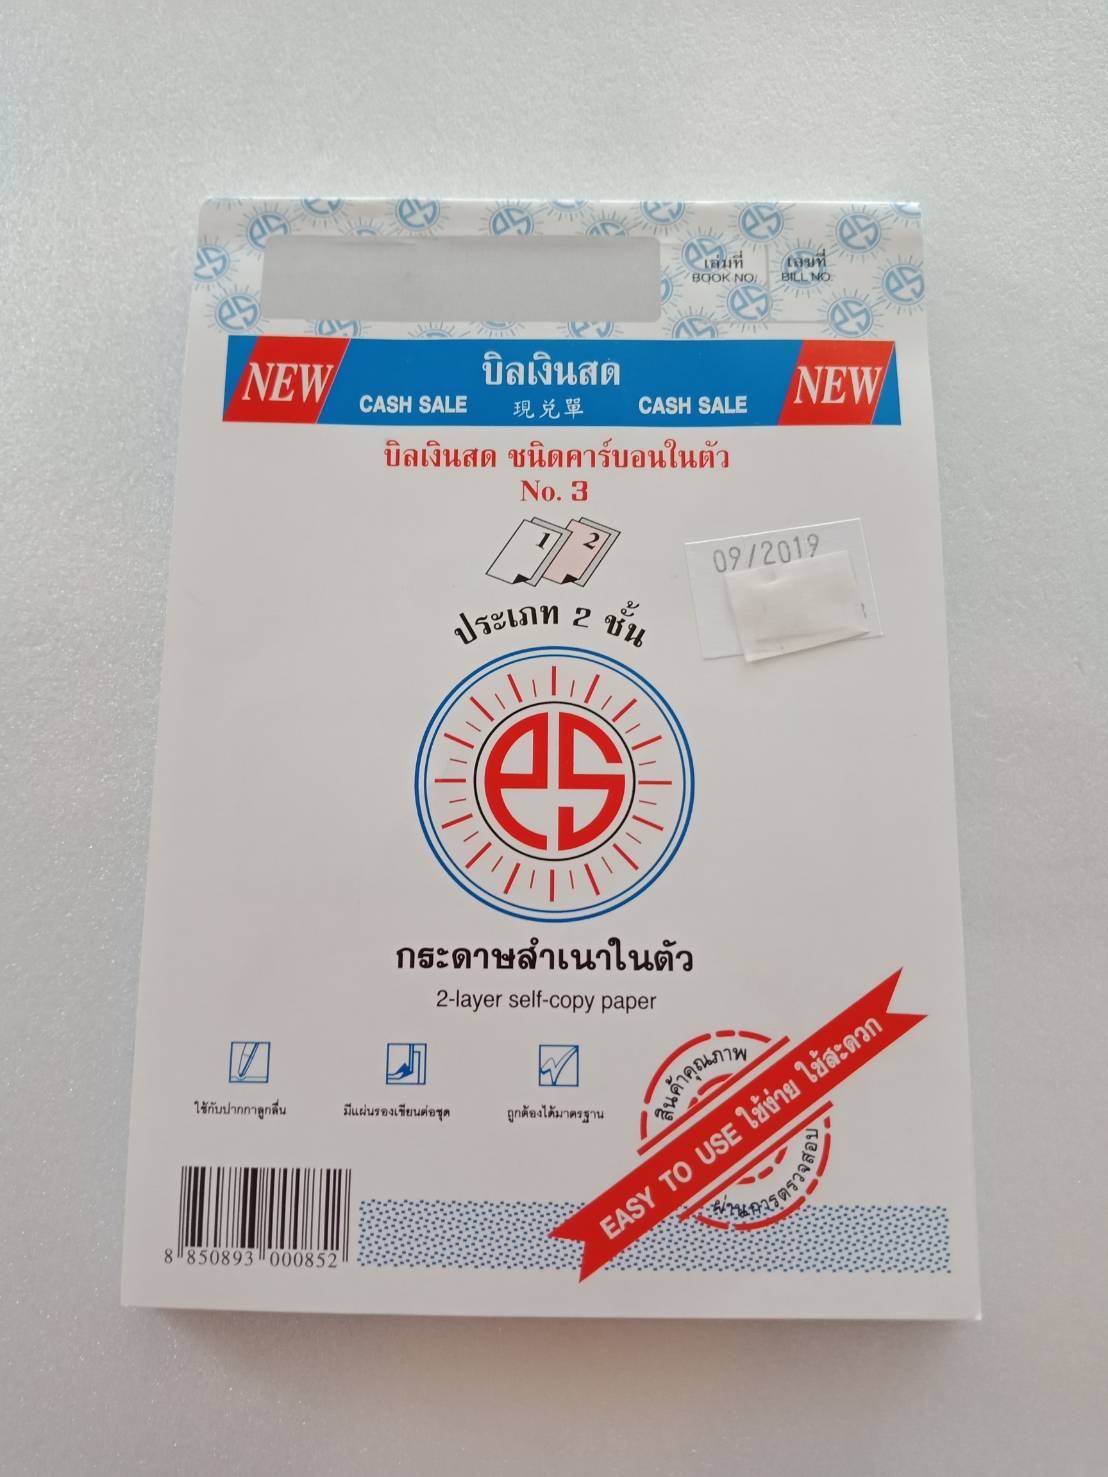 เล่มที่ เลขที่
BOOK NO. BILL NO.
NEW บิลเงินสด NEW
CASH SALE 現兌單 CASH SALE
บิลเงินสด ชนิดคาร์บอนในตัว
No. 3
1 2
09/2019
ประเภท 2 ชั้น
es
กระดาษสำเนาในตัว
2-layer self-copy paper
ใช้กับปากกาลูกลื่น มีแผ่นรองเขียนต่อชุด ถูกต้องได้มาตรฐาน
สินค้าคุณภาพ
EASY TO USE ใช้ง่าย ใช้สะดวก
ผ่านการตรวจสอบ
8 850893 000852